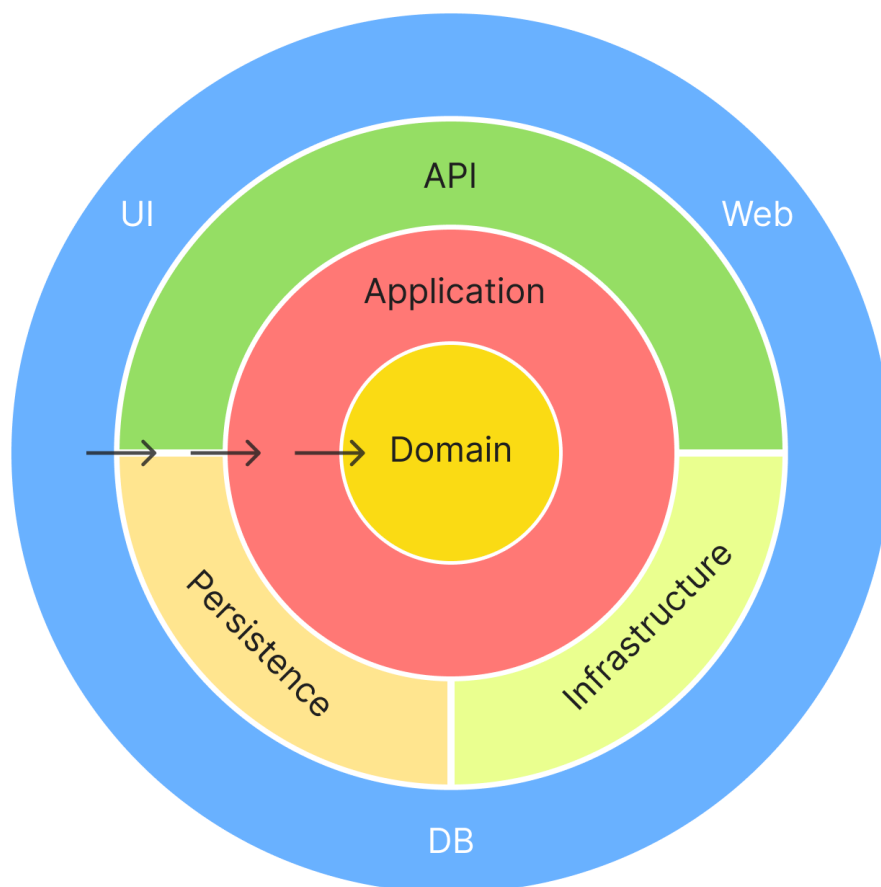 API
UI
Web
Application
Domain
Persistence
Infrastructure
DB